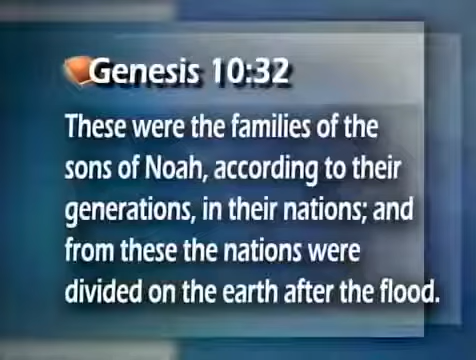 Genesis 10:32
These were the families of the
sons of Noah, according to their
generations, in their nations; and
from these the nations were
divided on the earth after the flood.